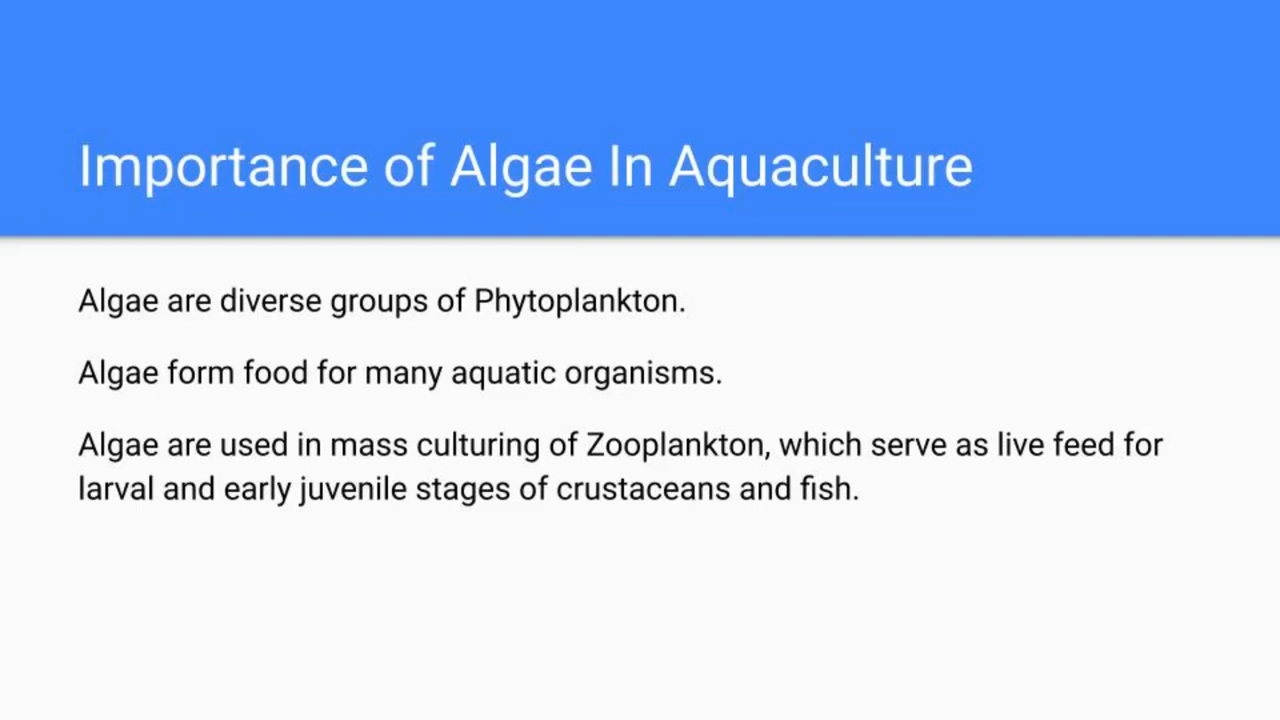 Importance of Algae In Aquaculture
Algae are diverse groups of Phytoplankton.
Algae form food for many aquatic organisms.
Algae are used in mass culturing of Zooplankton, which serve as live feed for
larval and early juvenile stages of crustaceans and fish.